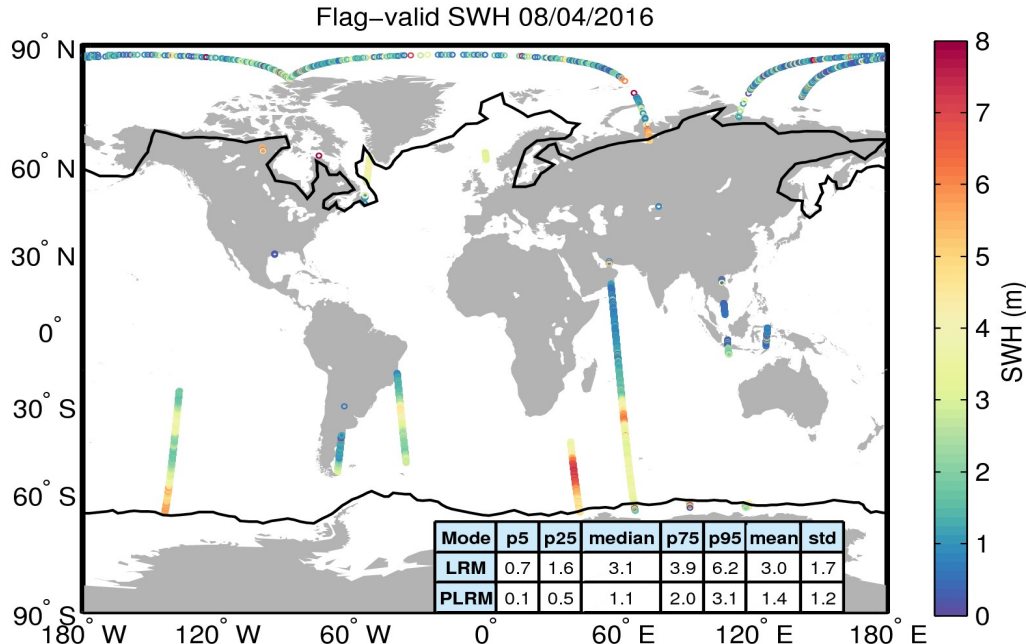 Flag-valid SWH 08/04/2016
90° N
60° N
30° N
0°
30° S
60° S
90° S
180° W
120° W
60° W
0°
60° E
120° E
180° E
Mode p5 p25 median p75 p95 mean std
LRM 0.7 1.6 3.1 3.9 6.2 3.0 1.7
PLRM 0.1 0.5 1.1 2.0 3.1 1.4 1.2
8
7
6
5
4
3
2
1
0
SWH (m)